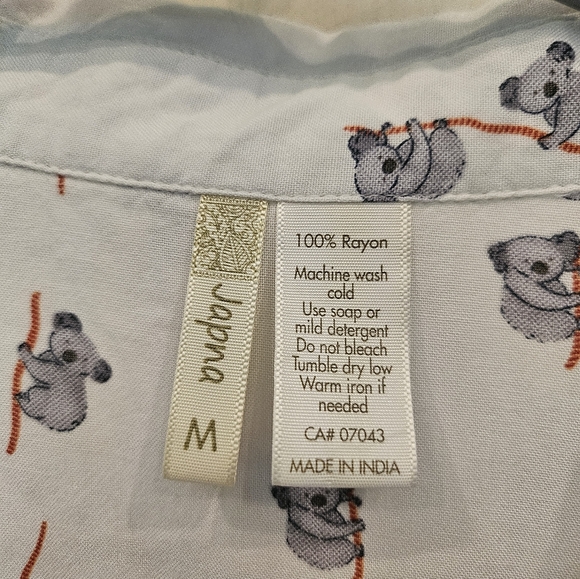 Japna
M
100% Rayon
Machine wash
cold
Use soap or
mild detergent
Do not bleach
Tumble dry low
Warm iron if
needed
CA# 07043
MADE IN INDIA